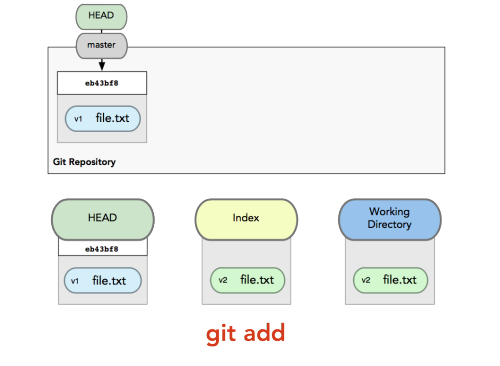 HEAD
master
eb43bf8
v1 file.txt
Git Repository
HEAD
eb43bf8
v1 file.txt
Index
v2 file.txt
Working
Directory
v2 file.txt
git add